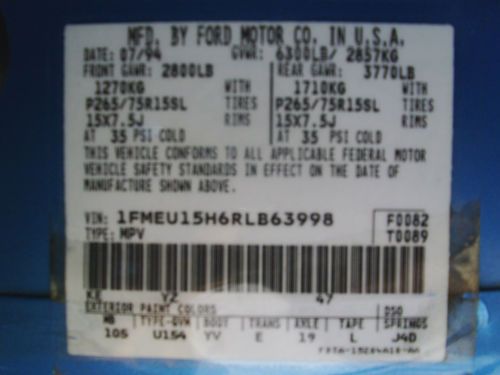 MFD. BY FORD MOTOR CO. IN U.S.A.
DATE: 07/94 GVWR: 6300LB/ 2857KG
FRONT GAWR: 2800LB REAR GAWR: 3770LB
1270KG WITH 1710KG WITH
P265/75R15SL TIRES P265/75R15SL TIRES
15X7.5J RIMS 15X7.5J RIMS
AT 35 PSI COLD AT 35 PSI COLD
THIS VEHICLE CONFORMS TO ALL APPLICABLE FEDERAL MOTOR
VEHICLE SAFETY STANDARDS IN EFFECT ON THE DATE OF
MANUFACTURE SHOWN ABOVE.
VIN: 1FMEU15H6RLB63998 F0082
TYPE: MPV T0089
KE YZ 47
EXTERIOR PAINT COLORS DSO
WB TYPE-GVW BODY TRANS AXLE TAPE SPRINGS
105 U154 YV E 19 L J4D